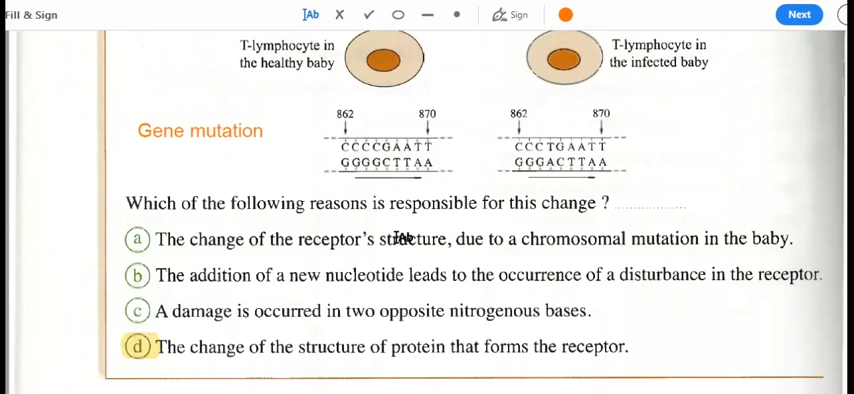 Fill & Sign
Ab
Sign
Next
T-lymphocyte in
the healthy baby
T-lymphocyte in
the infected baby
862 870
862 870
Gene mutation
CCCCGAATT
GGGGCTTAA
CCCTGAATT
GGGACTTAA
Which of the following reasons is responsible for this change ? ..................
a The change of the receptor's structure, due to a chromosomal mutation in the baby.
b The addition of a new nucleotide leads to the occurrence of a disturbance in the receptor.
c A damage is occurred in two opposite nitrogenous bases.
d The change of the structure of protein that forms the receptor.